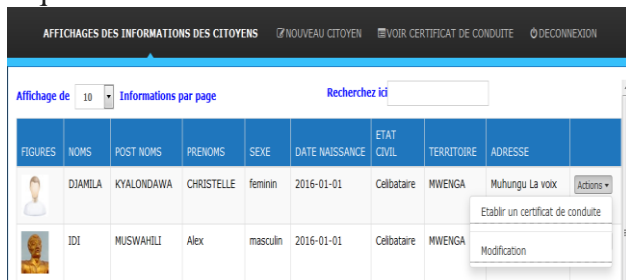 AFFICHAGES DES INFORMATIONS DES CITOYENS NOUVEAU CITOYEN VOIR CERTIFICAT DE CONDUITE DECONNEXION
Affichage de 10 Informations par page Recherchez ici
FIGURES NOMS POST NOMS PRENOMS SEXE DATE NAISSANCE ETAT CIVIL TERRITOIRE ADRESSE
DJAMILA KYALONDAWA CHRISTELLE feminin 2016-01-01 Celibataire MWENGA Muhungu La voix Actions
Etablir un certificat de conduite
IDI MUSWAHILI Alex masculin 2016-01-01 Celibataire MWENGA
Modification